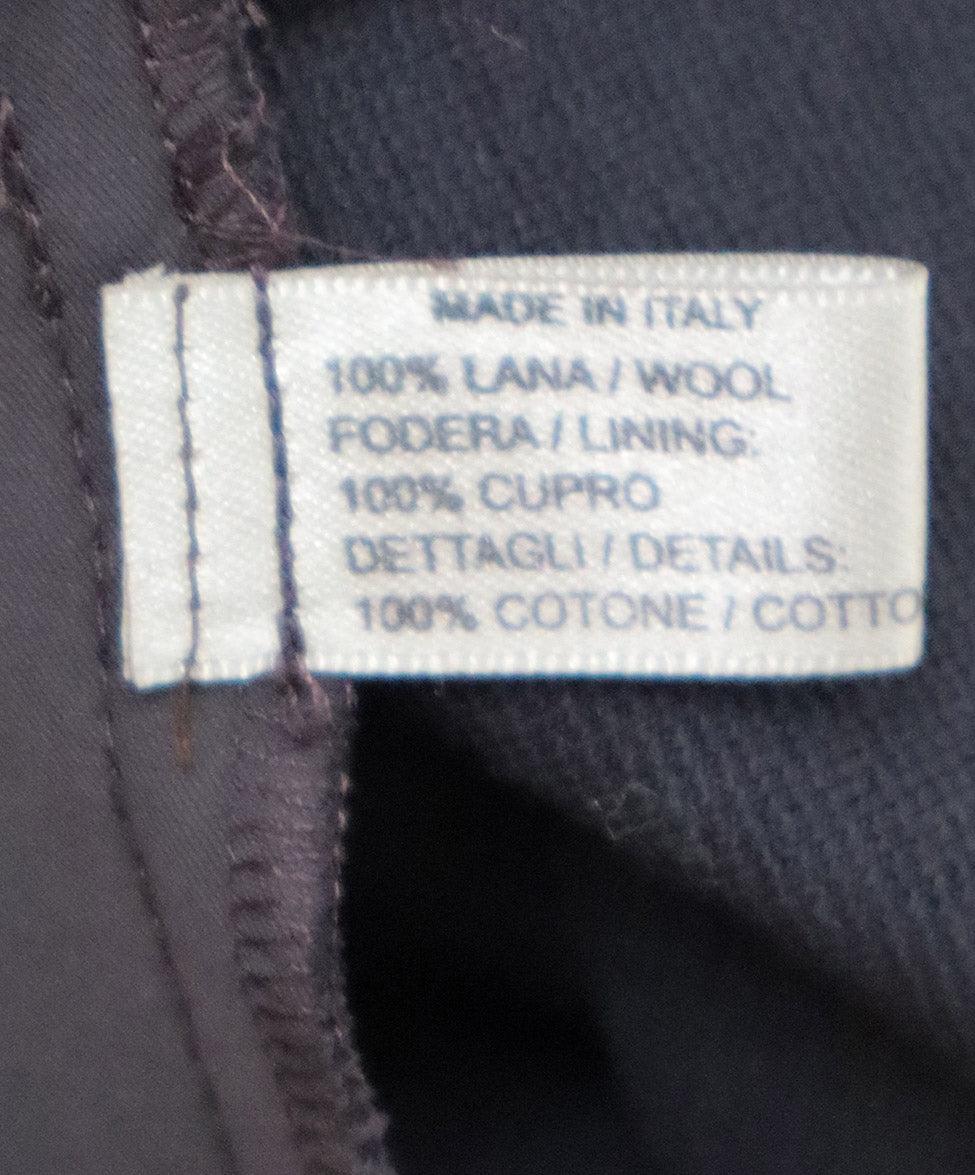 MADE IN ITALY
100% LANA / WOOL
FODERA / LINING:
100% CUPRO
DETTAGLI / DETAILS:
100% COTONE / COTTO